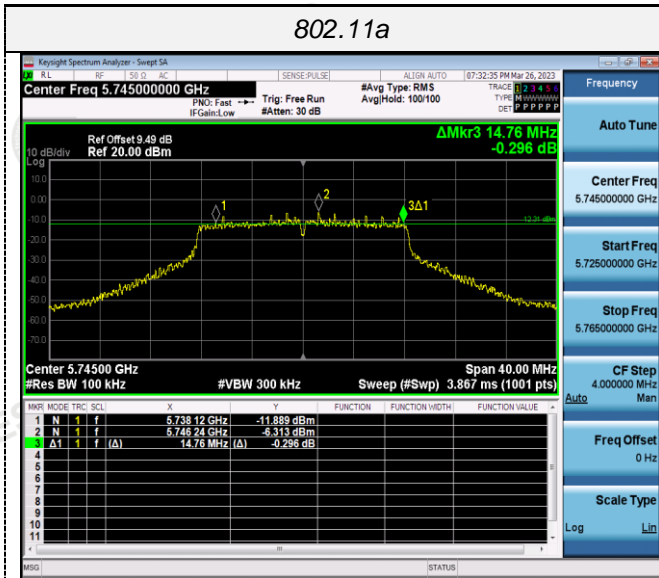 802.11a
Keysight Spectrum Analyzer - Swept SA
RL RF 50 Ω AC SENSE:PULSE ALIGN AUTO 07:32:35 PM Mar 26, 2023
Center Freq 5.745000000 GHz
PNO: Fast
IFGain:Low
Trig: Free Run
#Atten: 30 dB
#Avg Type: RMS
Avg|Hold: 100/100
TRACE 1 2 3 4 5 6
TYPE M W W W W W
DET P P P P P P
Ref Offset 9.49 dB
10 dB/div Ref 20.00 dBm
Log
ΔMkr3 14.76 MHz
-0.296 dB
10.0
0.00
-10.0
-20.0
-30.0
-40.0
-50.0
-60.0
-70.0
1
2
3Δ1
-12.31 dBm
Center 5.74500 GHz Span 40.00 MHz
#Res BW 100 kHz #VBW 300 kHz Sweep (#Swp) 3.867 ms (1001 pts)
MKR MODE TRC SCL X Y FUNCTION FUNCTION WIDTH FUNCTION VALUE
1 N 1 f 5.738 12 GHz -11.889 dBm
2 N 1 f 5.746 24 GHz -6.313 dBm
3 Δ1 1 f (Δ) 14.76 MHz (Δ) -0.296 dB
4
5
6
7
8
9
10
11
MSG STATUS
Frequency
Auto Tune
Center Freq
5.745000000 GHz
Start Freq
5.725000000 GHz
Stop Freq
5.765000000 GHz
CF Step
4.000000 MHz
Auto Man
Freq Offset
0 Hz
Scale Type
Log Lin